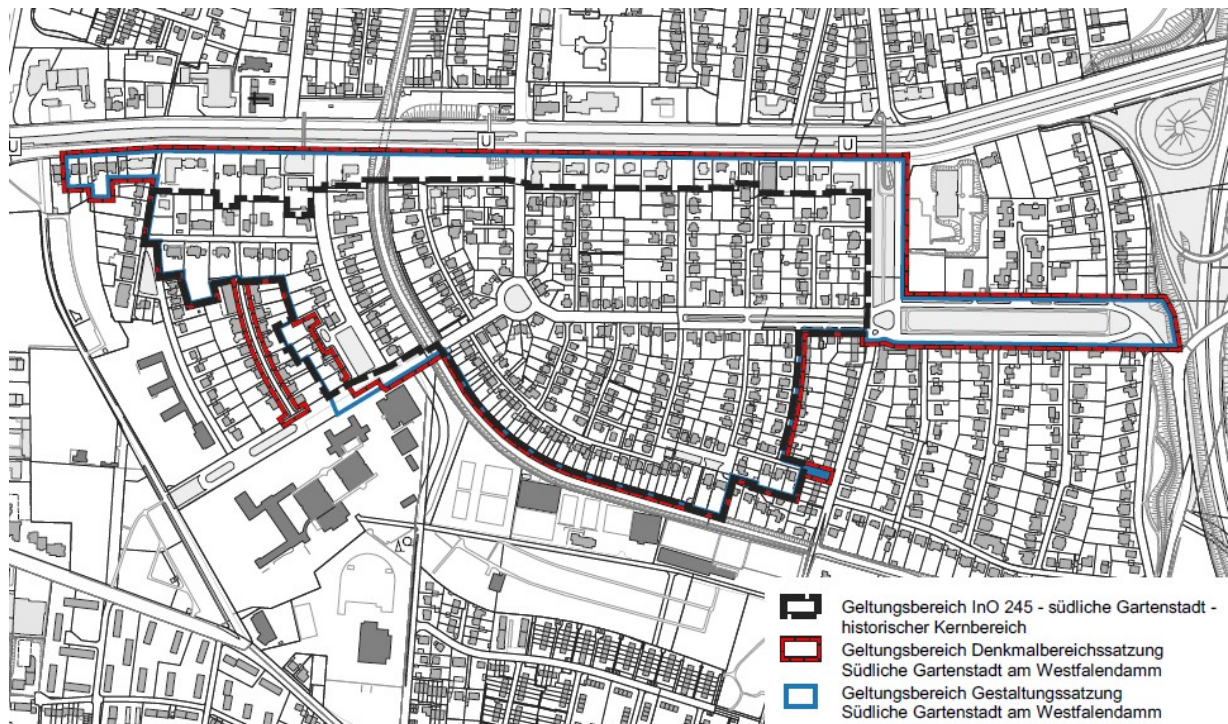 U
U
U
Geltungsbereich InO 245 - südliche Gartenstadt -
historischer Kernbereich
Geltungsbereich Denkmalbereichssatzung
Südliche Gartenstadt am Westfalendamm
Geltungsbereich Gestaltungssatzung
Südliche Gartenstadt am Westfalendamm